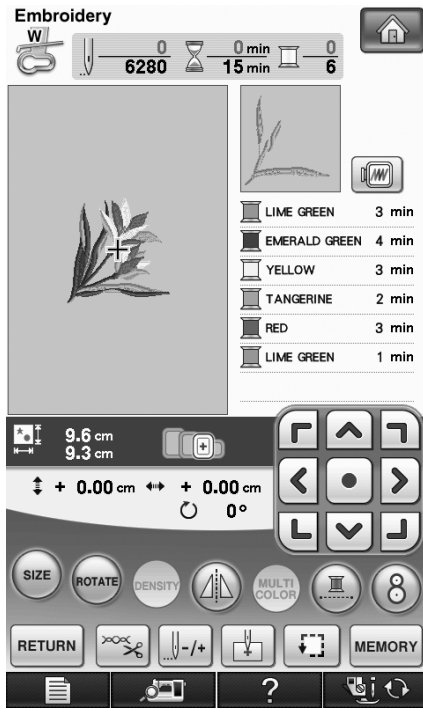 Embroidery
W
0 0 min 0
6280 15 min 6
LIME GREEN 3 min
EMERALD GREEN 4 min
YELLOW 3 min
TANGERINE 2 min
RED 3 min
LIME GREEN 1 min
9.6 cm
9.3 cm
+ 0.00 cm + 0.00 cm
0°
SIZE ROTATE DENSITY MULTI COLOR 8
RETURN -/+ MEMORY
?